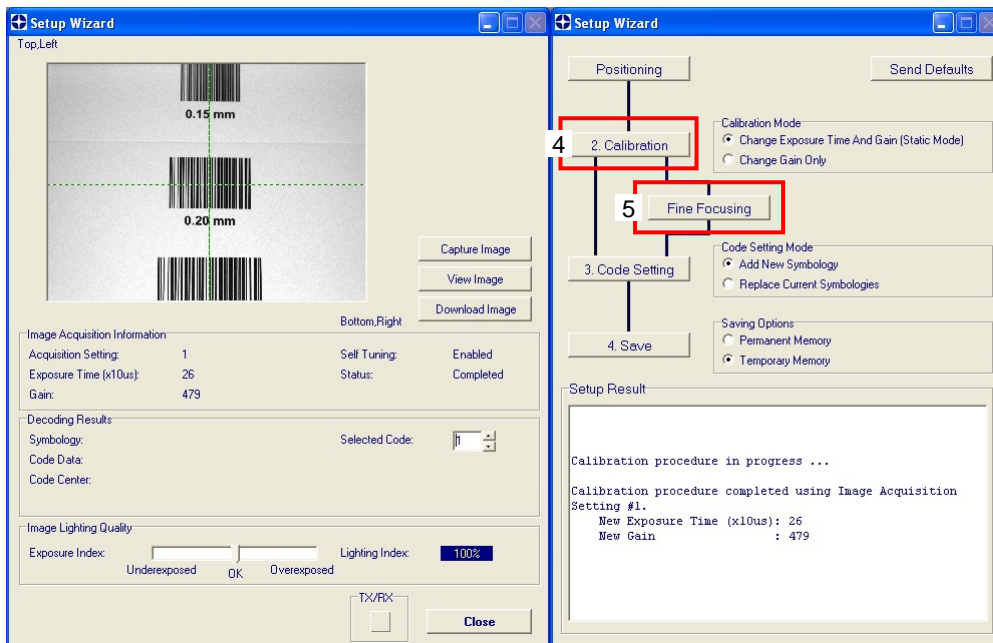 Setup Wizard
Top,Left
0.15 mm
0.20 mm
Capture Image
View Image
Download Image
Bottom,Right
Image Acquisition Information
Acquisition Setting: 1 Self Tuning: Enabled
Exposure Time (x10us): 26 Status: Completed
Gain: 479
Decoding Results
Symbology: Selected Code: 1
Code Data:
Code Center:
Image Lighting Quality
Exposure Index: Lighting Index: 100%
Underexposed OK Overexposed
TX/RX
Close
Setup Wizard
Positioning Send Defaults
4 2. Calibration
Calibration Mode
Change Exposure Time And Gain (Static Mode)
Change Gain Only
5 Fine Focusing
3. Code Setting
Code Setting Mode
Add New Symbology
Replace Current Symbologies
4. Save
Saving Options
Permanent Memory
Temporary Memory
Setup Result
Calibration procedure in progress ...
Calibration procedure completed using Image Acquisition
Setting #1.
New Exposure Time (x10us): 26
New Gain : 479